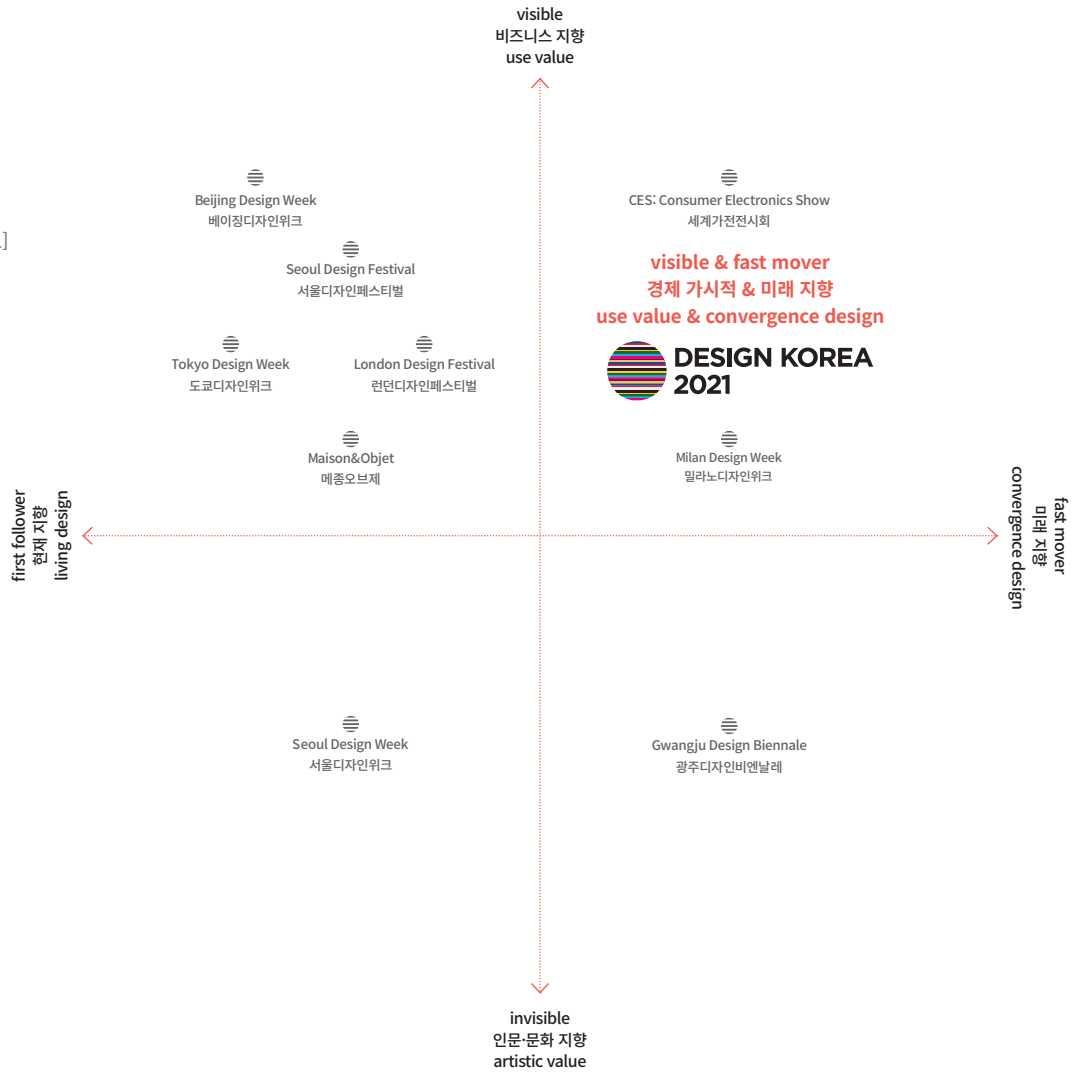 visible
비즈니스 지향
use value
Beijing Design Week
베이징디자인위크
CES: Consumer Electronics Show
세계가전전시회
]
Seoul Design Festival
서울디자인페스티벌
visible & fast mover
경제 가시적 & 미래 지향
use value & convergence design
DESIGN KOREA
2021
Tokyo Design Week
도쿄디자인위크
London Design Festival
런던디자인페스티벌
Maison&Objet
메종오브제
Milan Design Week
밀라노디자인위크
first follower
현재 지향
living design
fast mover
미래 지향
convergence design
Seoul Design Week
서울디자인위크
Gwangju Design Biennale
광주디자인비엔날레
invisible
인문·문화 지향
artistic value